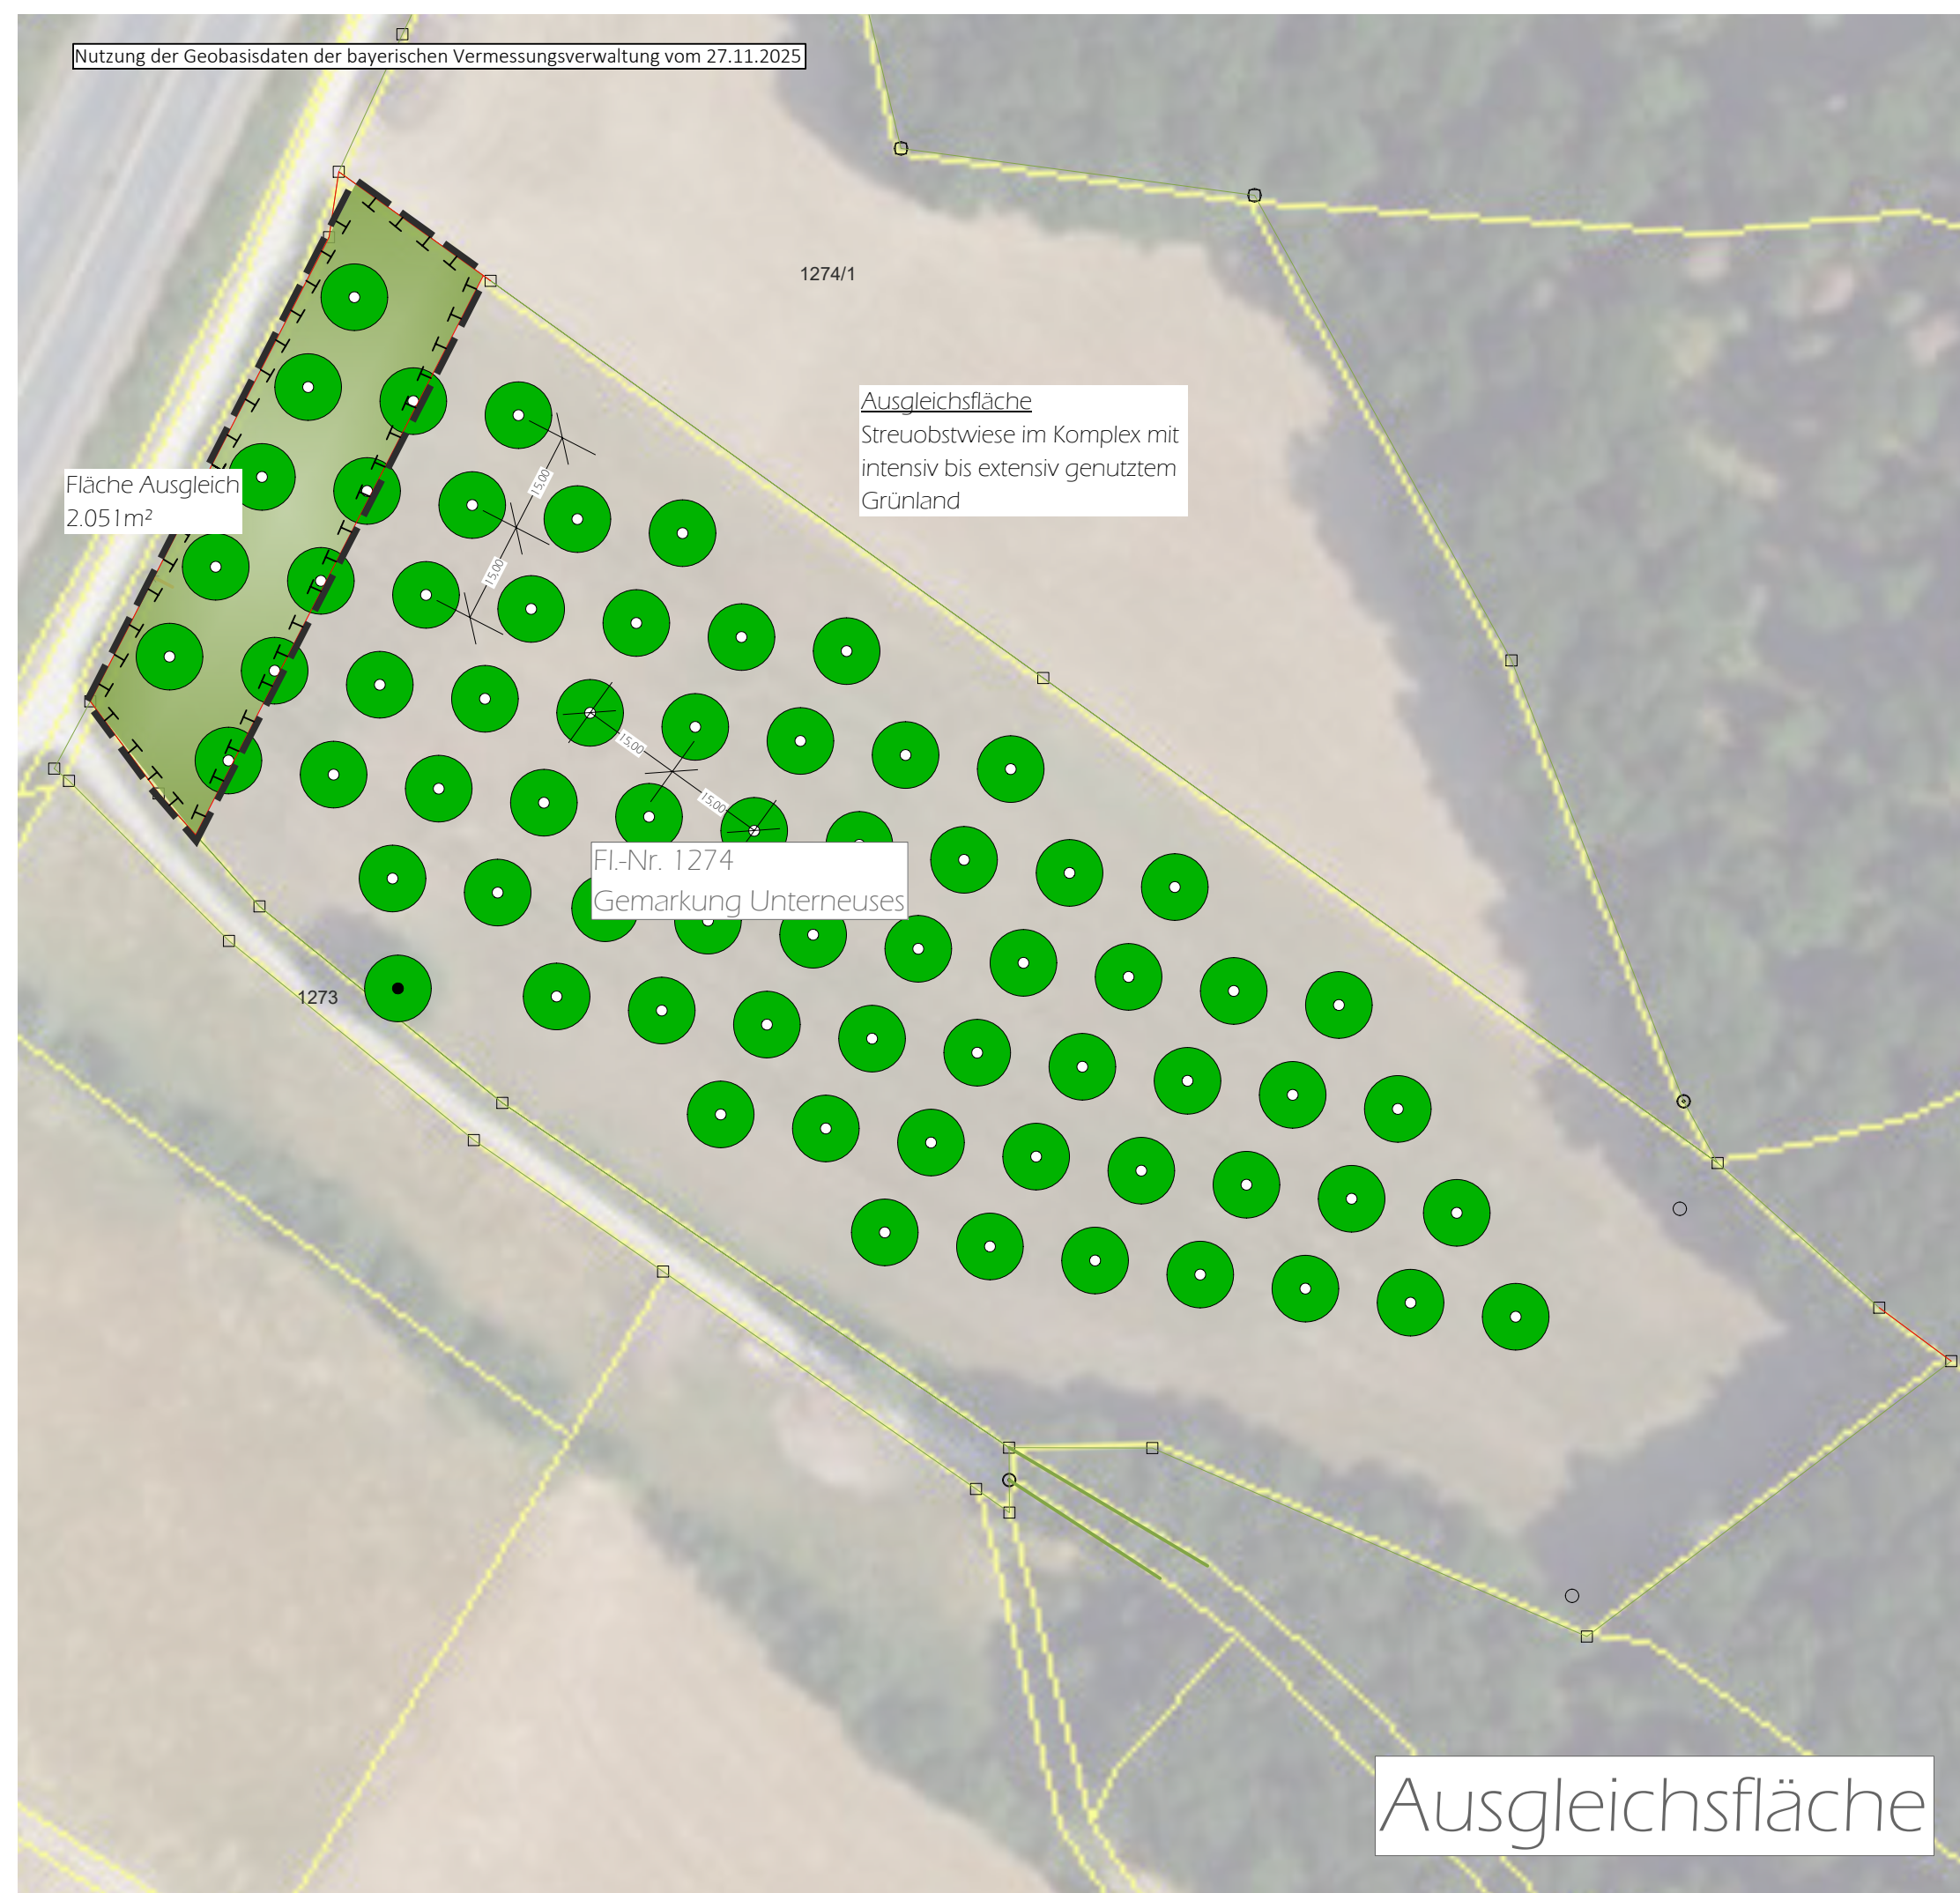 Nutzung der Geobasisdaten der bayerischen Vermessungsverwaltung vom 27.11.2025
1274/1
Ausgleichsfläche
Streuobstwiese im Komplex mit
intensiv bis extensiv genutztem
Grünland
Fläche Ausgleich
2.051m²
15.00
15.00
15.00
15.00
Fl.-Nr. 1274
Gemarkung Unterneuses
1273
Ausgleichsfläche